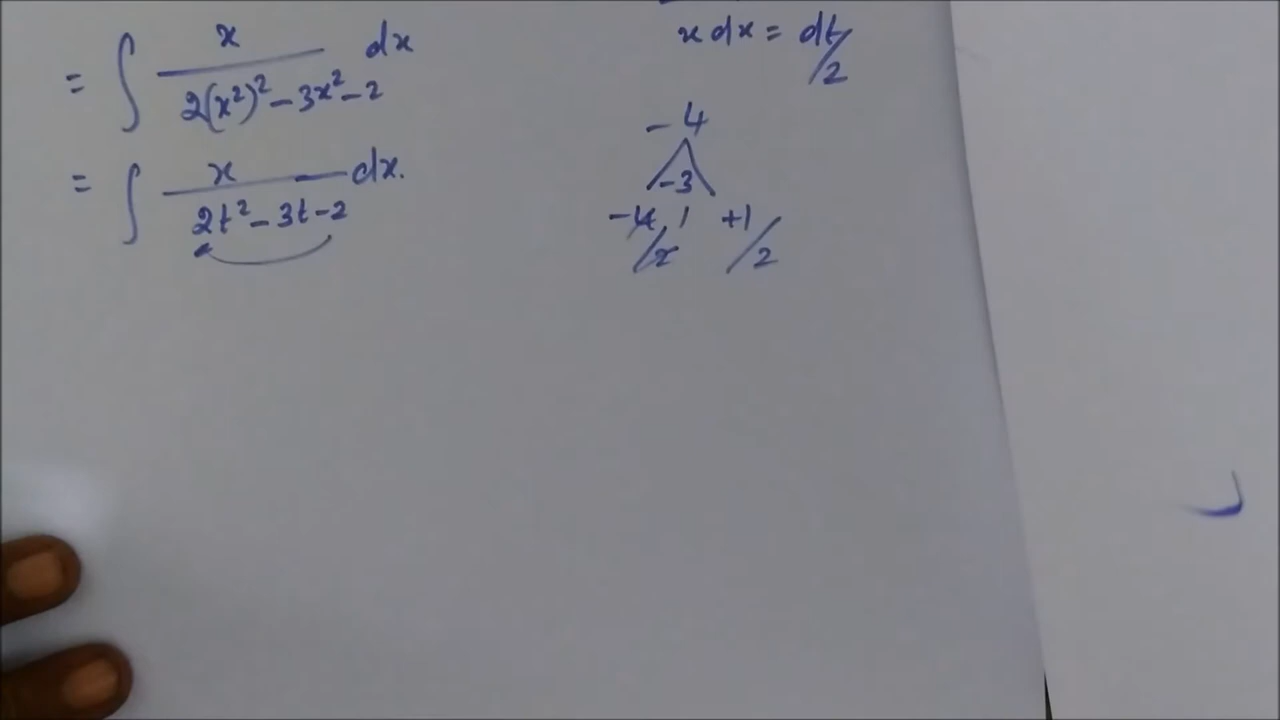 = ∫ x / (2(x²)² - 3x² - 2) dx
= ∫ x / (2t² - 3t - 2) dx.
x dx = dt/2
-4
-3
-4/2 , +1/2